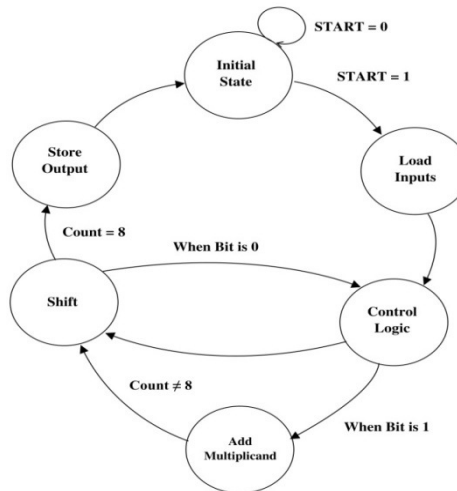 START = 0
Initial
State
START = 1
Store
Output
Load
Inputs
Count = 8
When Bit is 0
Shift
Control
Logic
Count ≠ 8
When Bit is 1
Add
Multiplicand